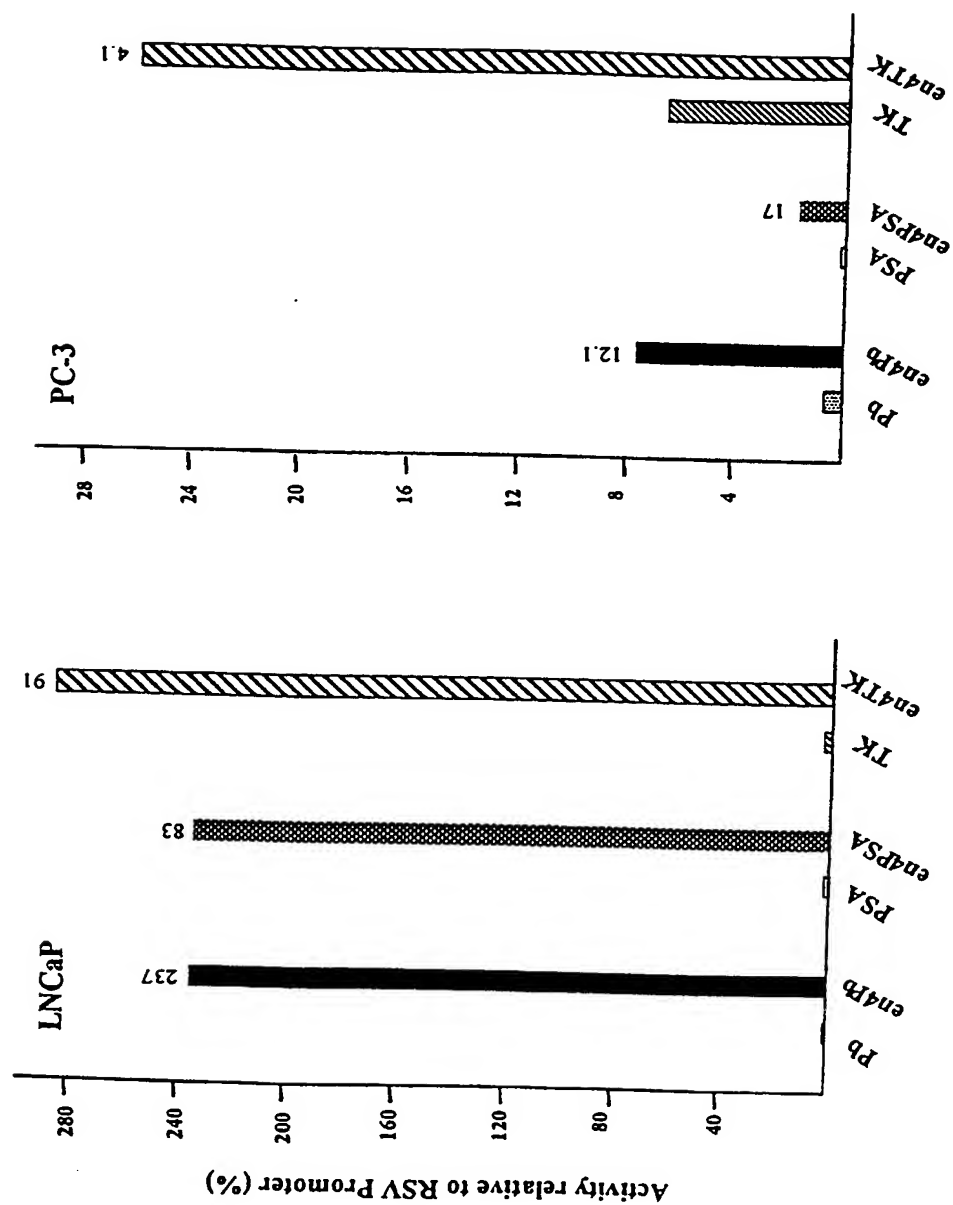 PC-3
28
24
20
16
12
8
4
12.1
17
4.1
Pb
en4Pb
PSA
en4PSA
TK
en4TK
LNCaP
Activity relative to RSV Promoter (%)
280
240
200
160
120
80
40
237
83
91
Pb
en4Pb
PSA
en4PSA
TK
en4TK